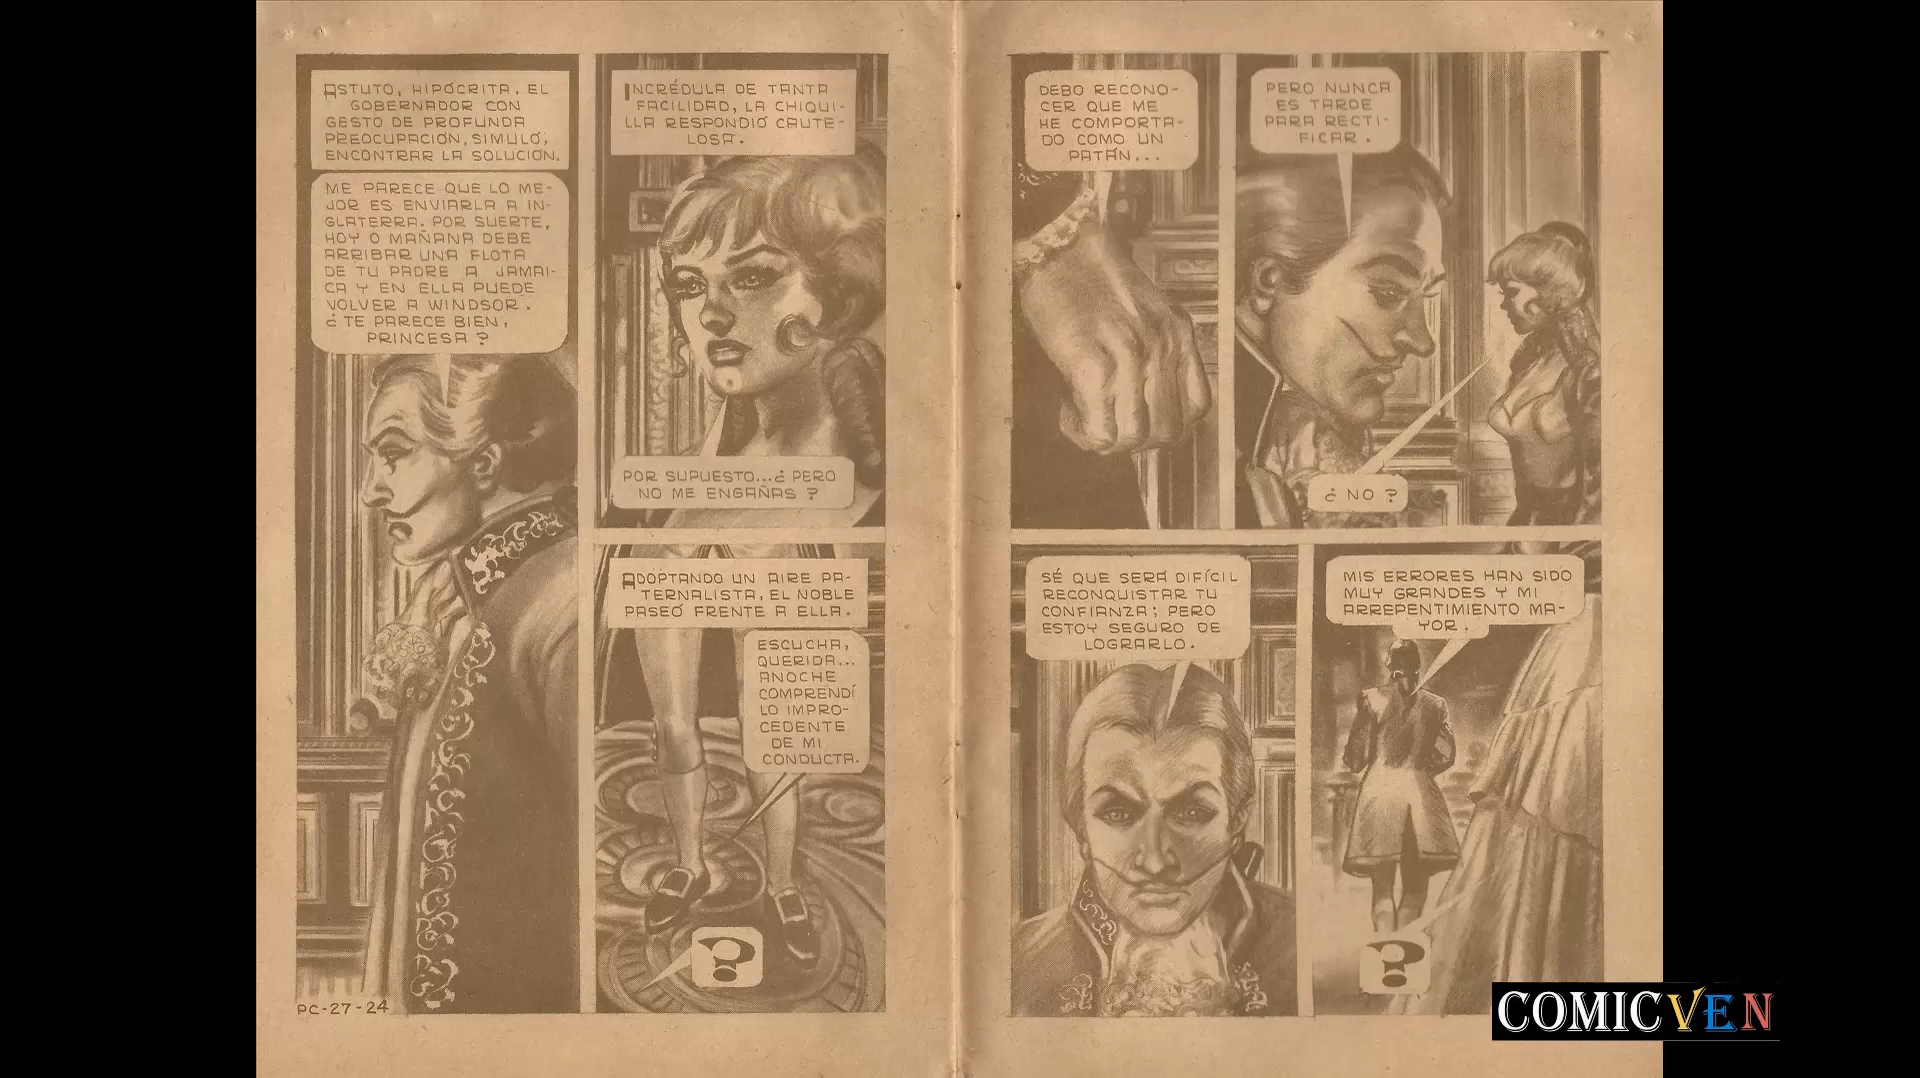 ASTUTO, HIPÓCRITA, EL
GOBERNADOR CON
GESTO DE PROFUNDA
PREOCUPACIÓN, SIMULÓ,
ENCONTRAR LA SOLUCIÓN.
ME PARECE QUE LO ME-
JOR ES ENVIARLA A IN-
GLATERRA. POR SUERTE,
HOY O MAÑANA DEBE
ARRIBAR UNA FLOTA
DE TU PADRE A JAMAI-
CA Y EN ELLA PUEDE
VOLVER A WINDSOR.
¿TE PARECE BIEN,
PRINCESA?
INCRÉDULA DE TANTA
FACILIDAD, LA CHIQUI-
LLA RESPONDIÓ CAUTE-
LOSA.
POR SUPUESTO...¿PERO
NO ME ENGAÑAS?
ADOPTANDO UN AIRE PA-
TERNALISTA, EL NOBLE
PASEÓ FRENTE A ELLA.
ESCUCHA,
QUERIDA...
ANOCHE
COMPRENDÍ
LO IMPRO-
CEDENTE
DE MI
CONDUCTA.
?
PC-27-24
DEBO RECONO-
CER QUE ME
HE COMPORTA-
DO COMO UN
PATÁN...
PERO NUNCA
ES TARDE
PARA RECTI-
FICAR.
¿NO?
SÉ QUE SERÁ DIFÍCIL
RECONQUISTAR TU
CONFIANZA; PERO
ESTOY SEGURO DE
LOGRARLO.
MIS ERRORES HAN SIDO
MUY GRANDES Y MI
ARREPENTIMIENTO MA-
YOR.
?
COMICVEN